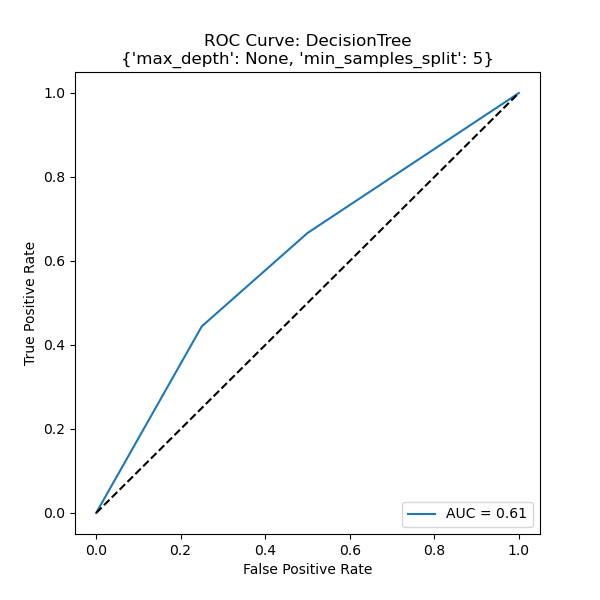 ROC Curve: DecisionTree
{'max_depth': None, 'min_samples_split': 5}
True Positive Rate
1.0
0.8
0.6
0.4
0.2
0.0
AUC = 0.61
0.0 0.2 0.4 0.6 0.8 1.0
False Positive Rate